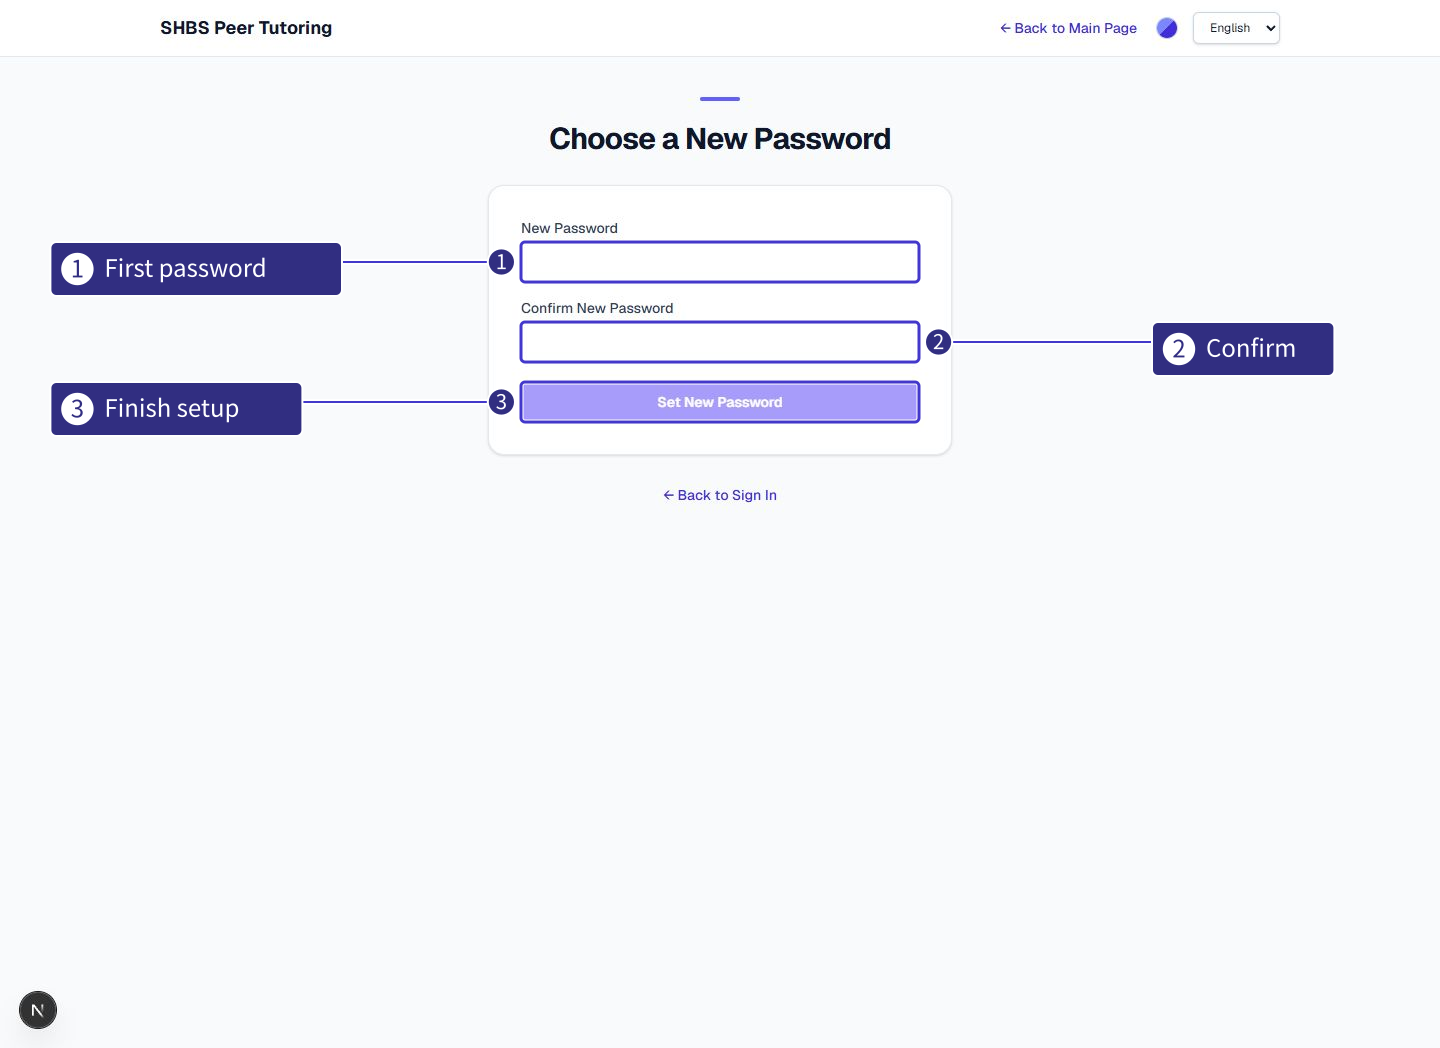 SHBS Peer Tutoring
← Back to Main Page
English
Choose a New Password
New Password
1 First password
1
Confirm New Password
2
2 Confirm
3 Finish setup
3
Set New Password
← Back to Sign In
N